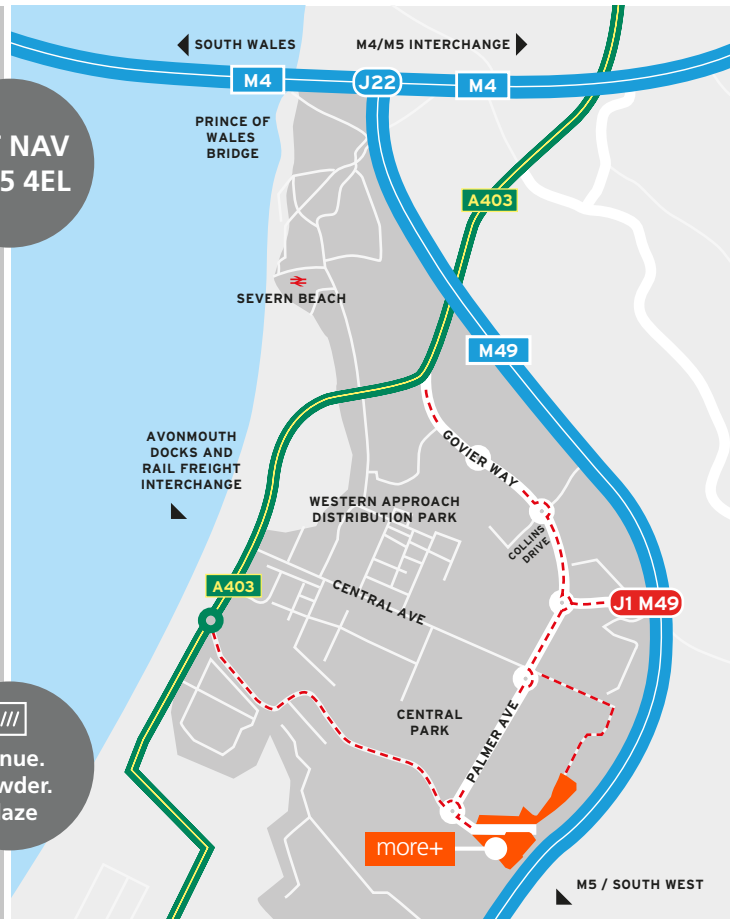 SOUTH WALES
M4/M5 INTERCHANGE
M4
J22
M4
PRINCE OF
WALES
BRIDGE
NAV
5 4EL
A403
SEVERN BEACH
M49
AVONMOUTH
DOCKS AND
RAIL FREIGHT
INTERCHANGE
GOVIER WAY
WESTERN APPROACH
DISTRIBUTION PARK
COLLINS
DRIVE
A403
CENTRAL AVE
J1 M49
CENTRAL
PARK
PALMER AVE
///
nue.
wder.
laze
more+
M5 / SOUTH WEST